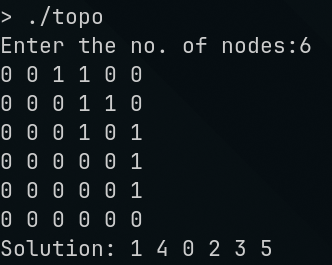 > ./topo
Enter the no. of nodes:6
0 0 1 1 0 0
0 0 0 1 1 0
0 0 0 1 0 1
0 0 0 0 0 1
0 0 0 0 0 1
0 0 0 0 0 0
Solution: 1 4 0 2 3 5